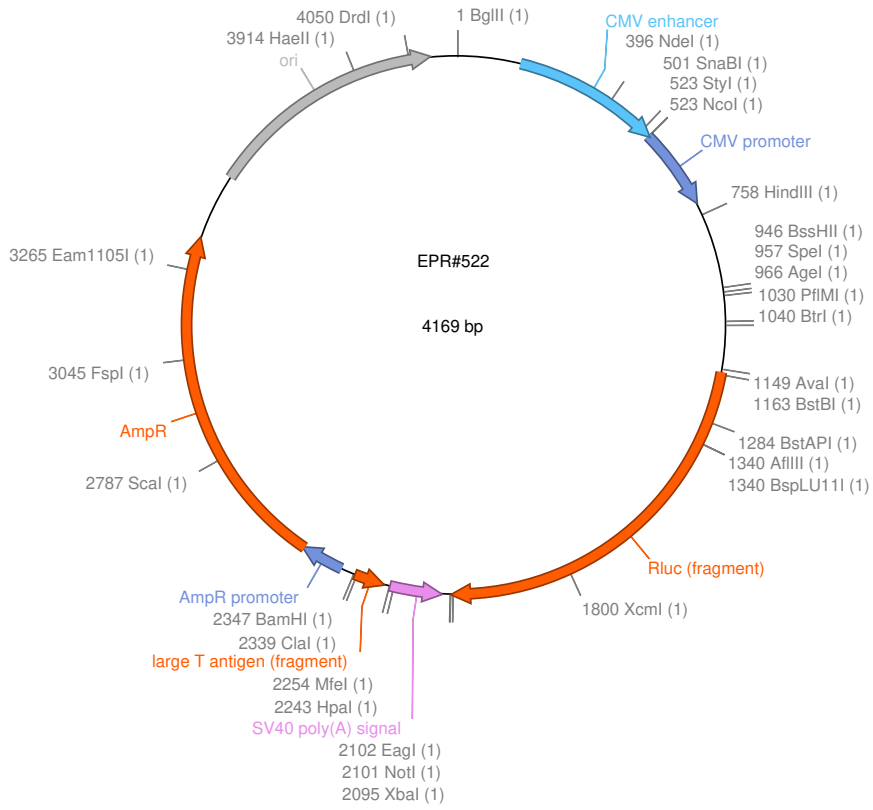 4050 DrdI (1)
3914 HaeII (1)
ori
1 BglII (1)
CMV enhancer
396 NdeI (1)
501 SnaBI (1)
523 StyI (1)
523 NcoI (1)
CMV promoter
758 HindIII (1)
946 BssHII (1)
957 SpeI (1)
966 AgeI (1)
1030 PflMI (1)
1040 BtrI (1)
EPR#522
4169 bp
3265 Eam1105I (1)
3045 FspI (1)
AmpR
2787 ScaI (1)
1149 AvaI (1)
1163 BstBI (1)
1284 BstAPI (1)
1340 AflIII (1)
1340 BspLU11I (1)
Rluc (fragment)
1800 XcmI (1)
AmpR promoter
2347 BamHI (1)
2339 ClaI (1)
large T antigen (fragment)
2254 MfeI (1)
2243 HpaI (1)
SV40 poly(A) signal
2102 EagI (1)
2101 NotI (1)
2095 XbaI (1)